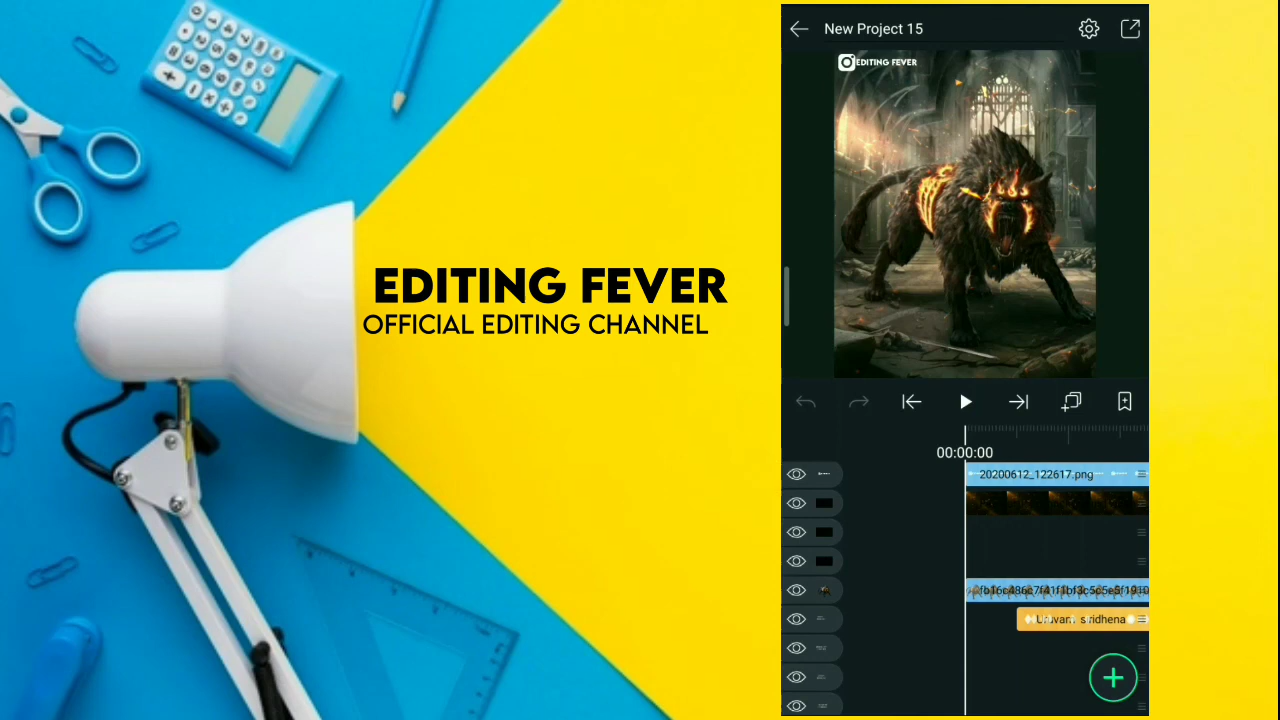 EDITING FEVER
OFFICIAL EDITING CHANNEL
New Project 15
EDITING FEVER
00:00:00
20200612_122617.png